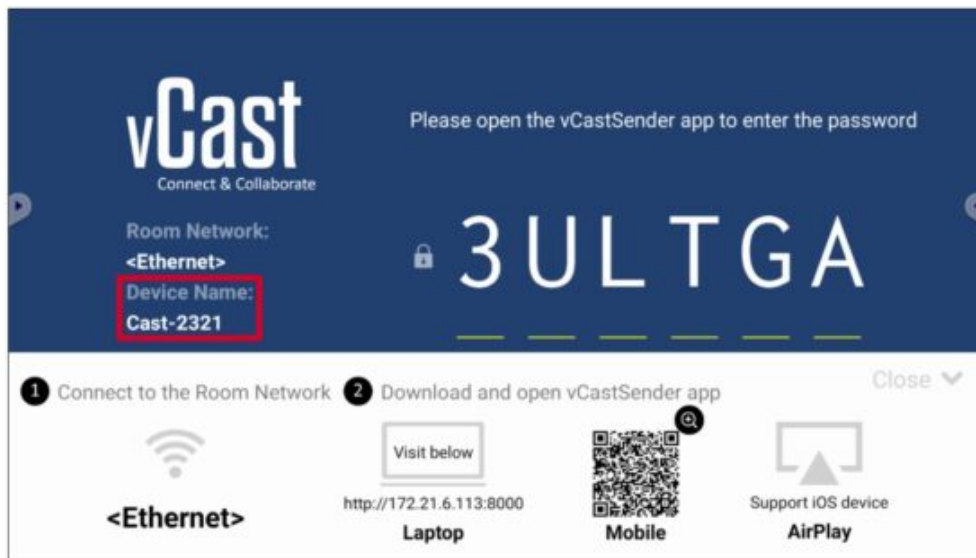 vCast
Connect & Collaborate
Please open the vCastSender app to enter the password
Room Network:
<Ethernet>
Device Name:
Cast-2321
3ULTGA
1 Connect to the Room Network
2 Download and open vCastSender app
Close
<Ethernet>
Visit below
http://172.21.6.113:8000
Laptop
Mobile
Support iOS device
AirPlay